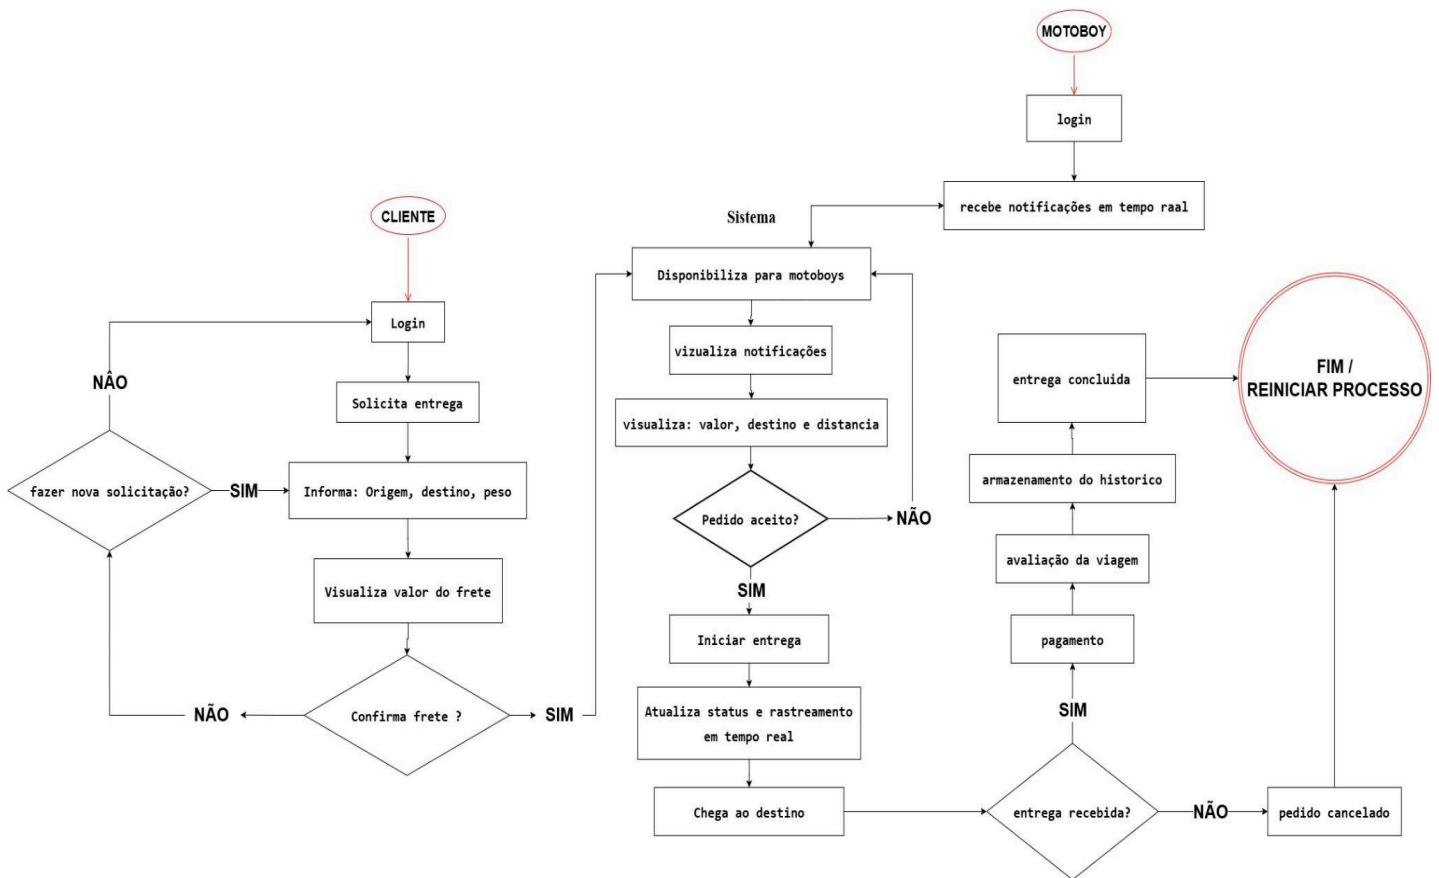 MOTOBOY
login
recebe notificações em tempo raal
CLIENTE
Sistema
Disponibiliza para motoboys
Login
vizualiza notificações
entrega concluida
FIM /
REINICIAR PROCESSO
NÂO
Solicita entrega
visualiza: valor, destino e distancia
fazer nova solicitação?
SIM
Informa: Origem, destino, peso
armazenamento do historico
Pedido aceito?
NÃO
avaliação da viagem
Visualiza valor do frete
SIM
Iniciar entrega
pagamento
NÃO
Confirma frete ?
SIM
Atualiza status e rastreamento
em tempo real
SIM
Chega ao destino
entrega recebida?
NÃO
pedido cancelado